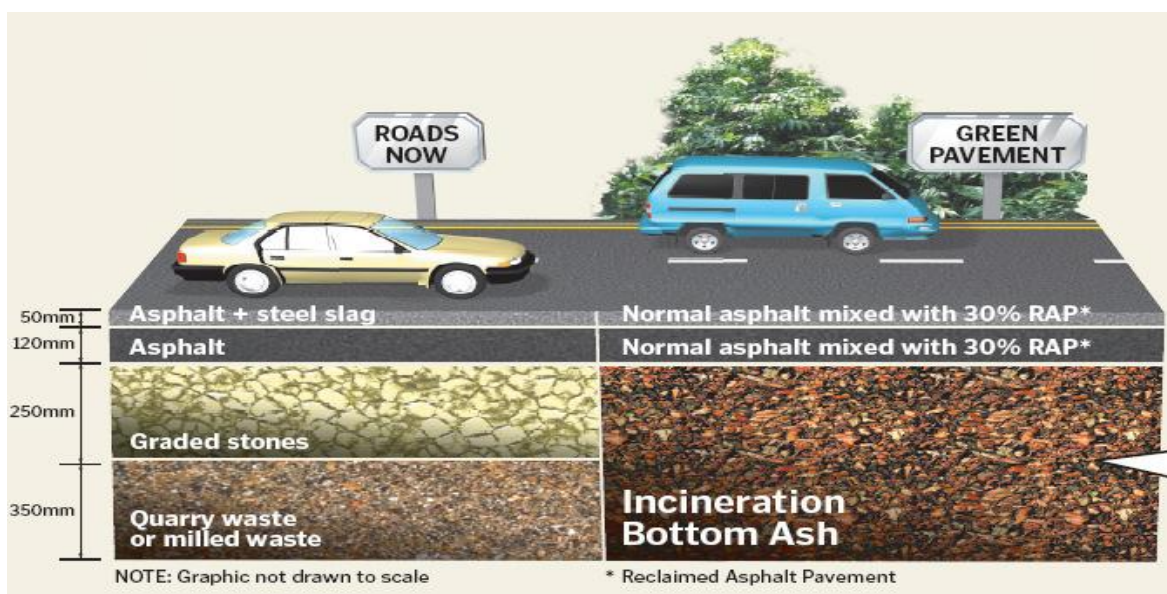 ROADS
NOW
GREEN
PAVEMENT
50mm
Asphalt + steel slag
Normal asphalt mixed with 30% RAP*
120mm
Asphalt
Normal asphalt mixed with 30% RAP*
250mm
Graded stones
350mm
Quarry waste
or milled waste
Incineration
Bottom Ash
NOTE: Graphic not drawn to scale
* Reclaimed Asphalt Pavement